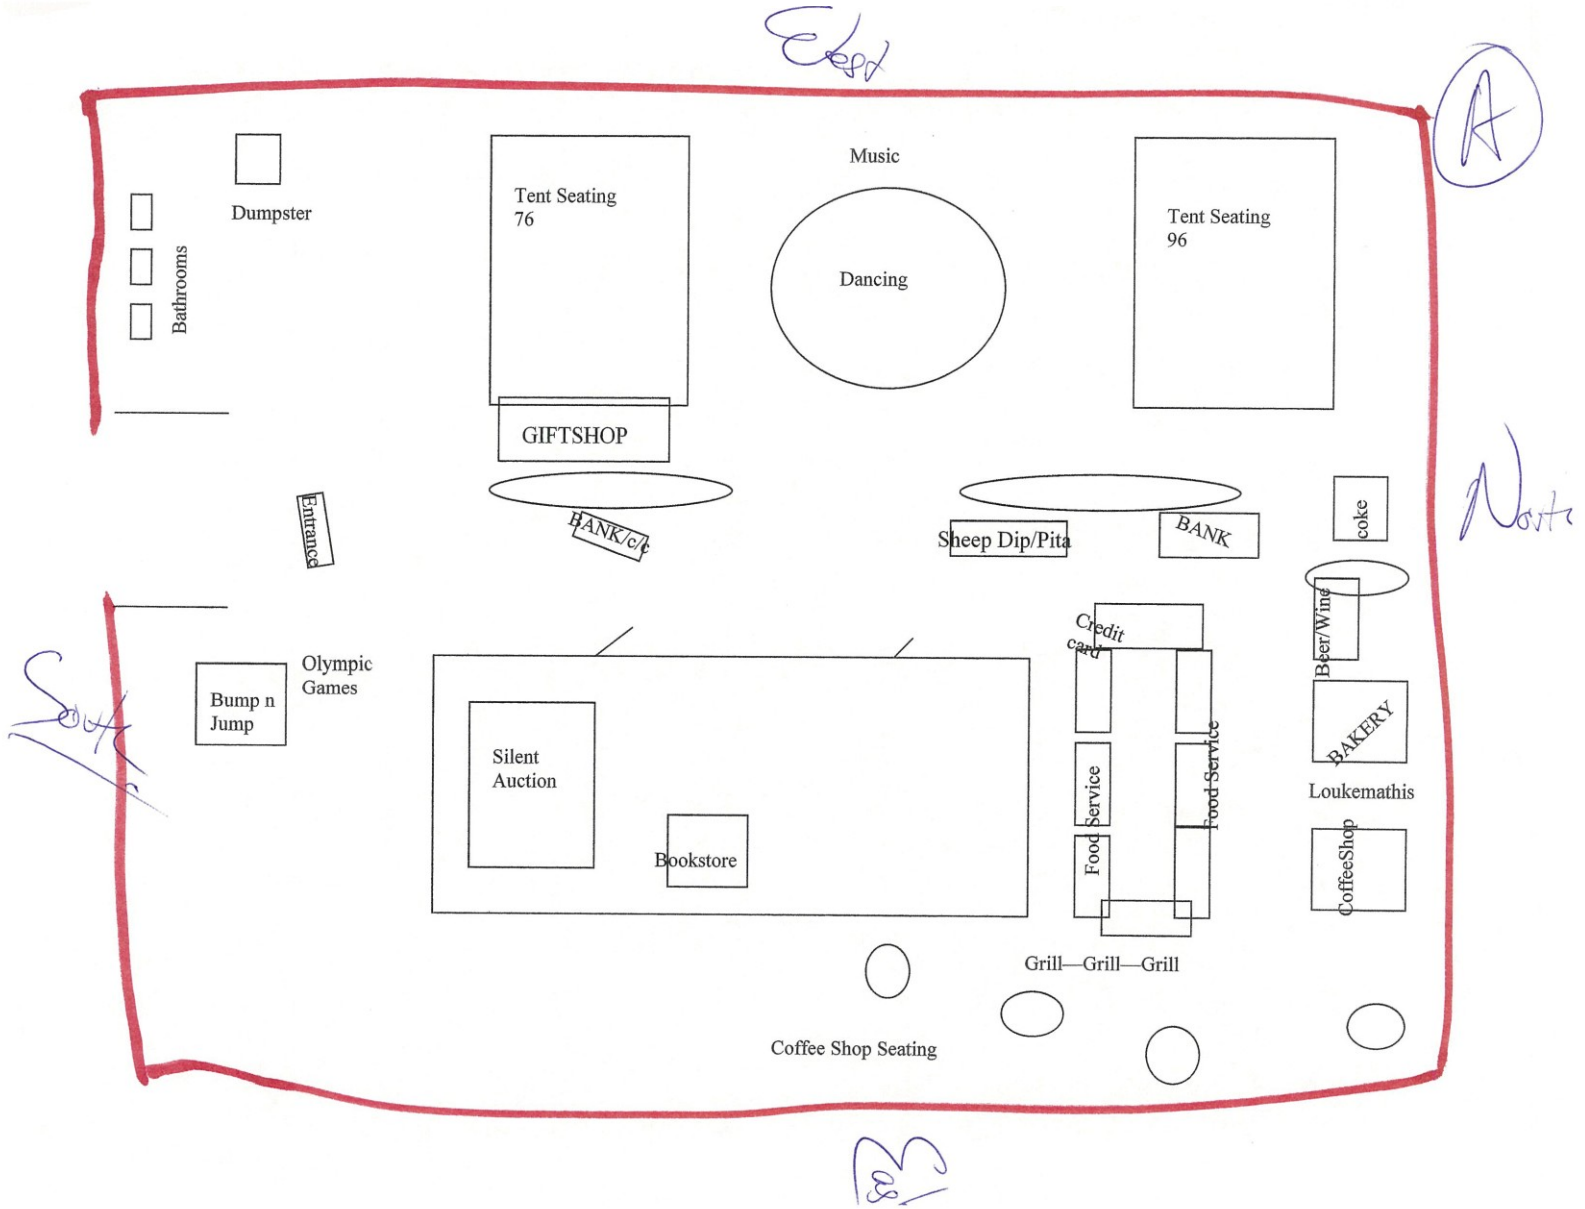 East
A
Dumpster
Bathrooms
Tent Seating
76
Music
Dancing
Tent Seating
96
GIFTSHOP
Entrance
BANK/c/c
Sheep Dip/Pita
BANK
coke
North
Beer/Wine
Credit
card
South
Olympic
Games
Bump n
Jump
Silent
Auction
Bookstore
Food Service
Food Service
BAKERY
Loukemathis
CoffeeShop
Grill—Grill—Grill
Coffee Shop Seating